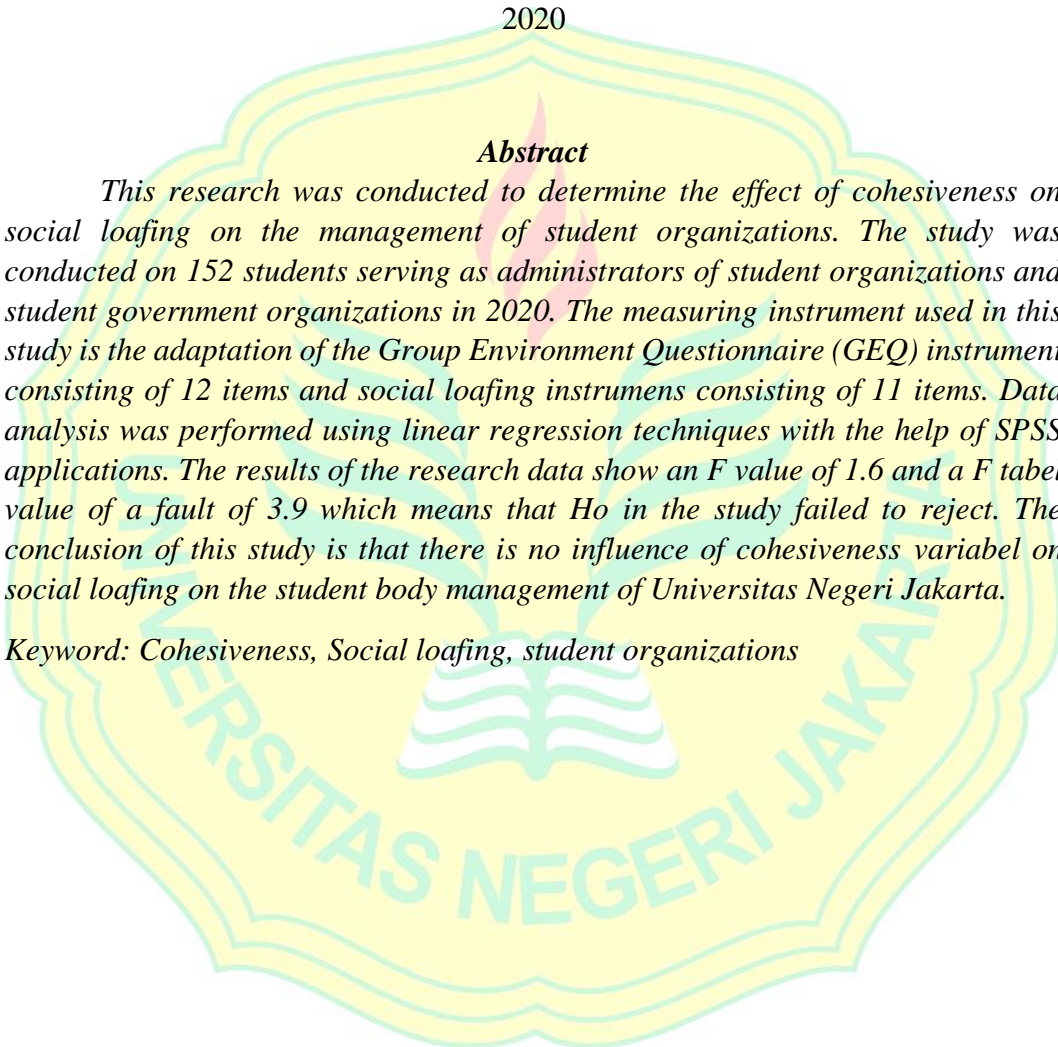 2020
Abstract
This research was conducted to determine the effect of cohesiveness on
social loafing on the management of student organizations. The study was
conducted on 152 students serving as administrators of student organizations and
student government organizations in 2020. The measuring instrument used in this
study is the adaptation of the Group Environment Questionnaire (GEQ) instrument
consisting of 12 items and social loafing instrumens consisting of 11 items. Data
analysis was performed using linear regression techniques with the help of SPSS
applications. The results of the research data show an F value of 1.6 and a F tabel
value of a fault of 3.9 which means that Ho in the study failed to reject. The
conclusion of this study is that there is no influence of cohesiveness variabel on
social loafing on the student body management of Universitas Negeri Jakarta.
Keyword: Cohesiveness, Social loafing, student organizations
UNIVERSITAS NEGERI JAKARTA